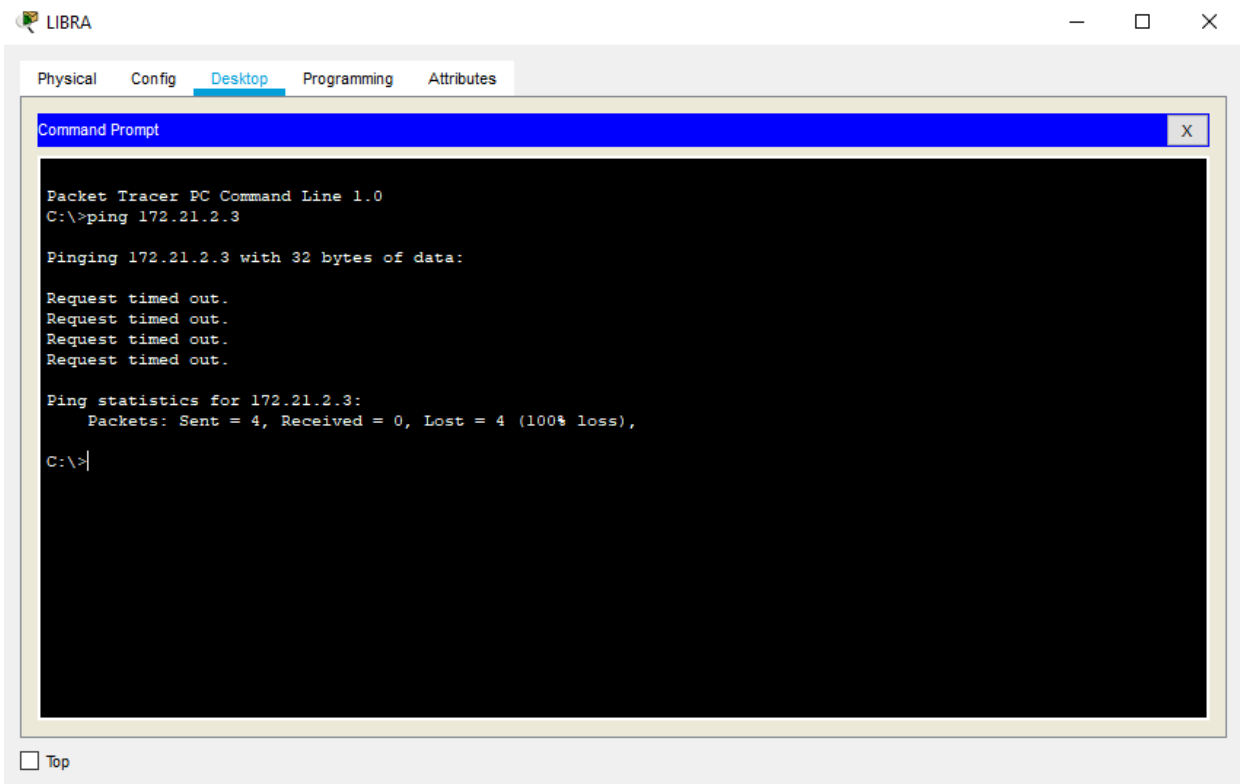 LIBRA
Physical Config Desktop Programming Attributes
Command Prompt
X
Packet Tracer PC Command Line 1.0
C:\>ping 172.21.2.3
Pinging 172.21.2.3 with 32 bytes of data:
Request timed out.
Request timed out.
Request timed out.
Request timed out.
Ping statistics for 172.21.2.3:
Packets: Sent = 4, Received = 0, Lost = 4 (100% loss),
C:\>
Top